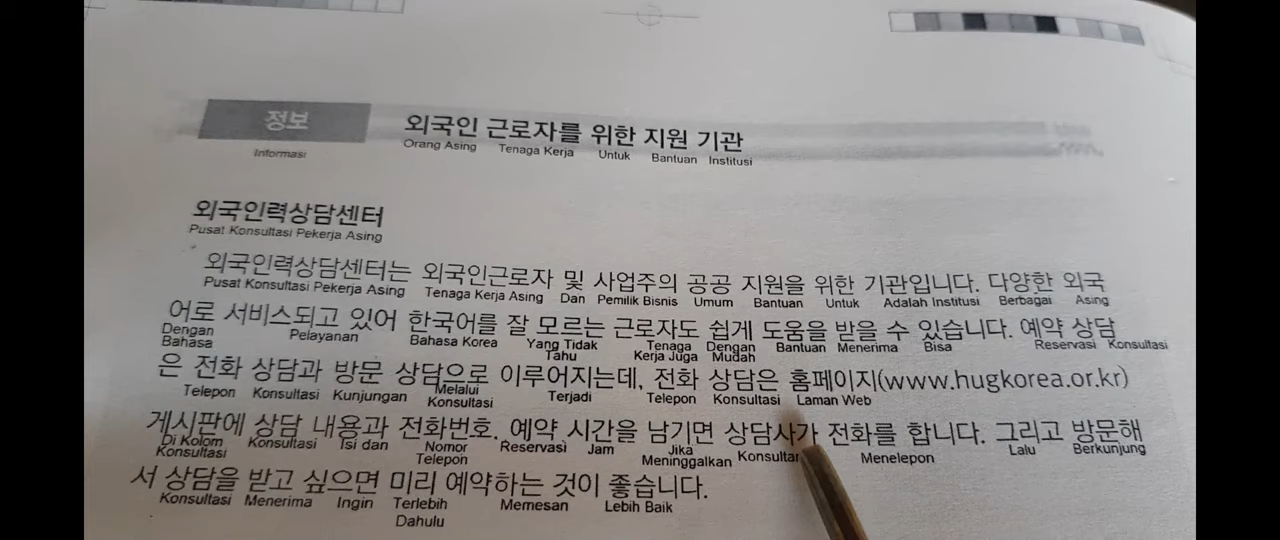 정보 외국인 근로자를 위한 지원 기관
Informasi Orang Asing Tenaga Kerja Untuk Bantuan Institusi
외국인력상담센터
Pusat Konsultasi Pekerja Asing
외국인력상담센터는 외국인근로자 및 사업주의 공공 지원을 위한 기관입니다. 다양한 외국
Pusat Konsultasi Pekerja Asing Tenaga Kerja Asing Dan Pemilik Bisnis Umum Bantuan Untuk Adalah Institusi Berbagai Asing
어로 서비스되고 있어 한국어를 잘 모르는 근로자도 쉽게 도움을 받을 수 있습니다. 예약 상담
Dengan Bahasa Pelayanan Bahasa Korea Yang Tidak Tahu Tenaga Kerja Juga Dengan Mudah Bantuan Menerima Bisa Reservasi Konsultasi
은 전화 상담과 방문 상담으로 이루어지는데, 전화 상담은 홈페이지(www.hugkorea.or.kr)
Telepon Konsultasi Kunjungan Melalui Konsultasi Terjadi Telepon Konsultasi Laman Web
게시판에 상담 내용과 전화번호. 예약 시간을 남기면 상담사가 전화를 합니다. 그리고 방문해
Di Kolom Konsultasi Konsultasi Isi dan Nomor Telepon Reservasi Jam Jika Meninggalkan Menelepon Lalu Berkunjung
서 상담을 받고 싶으면 미리 예약하는 것이 좋습니다.
Konsultasi Menerima Ingin Terlebih Dahulu Memesan Lebih Baik